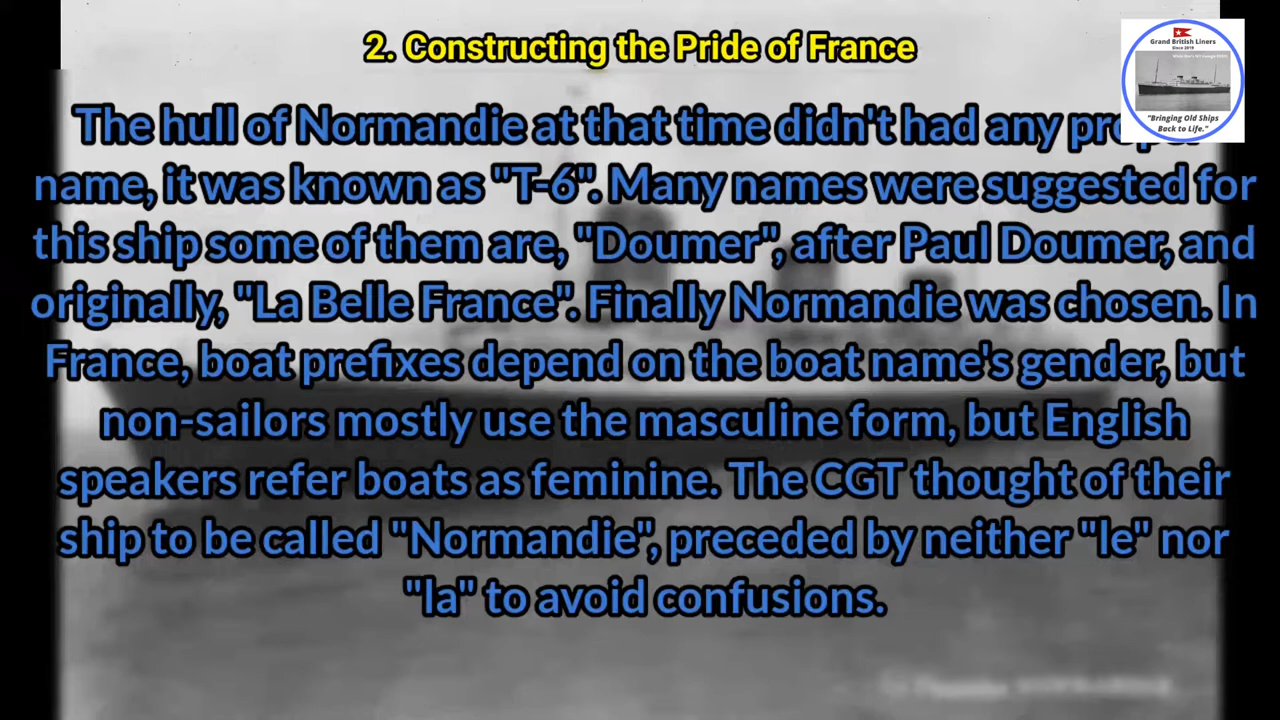 2. Constructing the Pride of France
Grand British Liners
Since 2019
"Bringing Old Ships
Back to Life."
The hull of Normandie at that time didn't had any
name, it was known as "T-6". Many names were suggested for
this ship some of them are, "Doumer", after Paul Doumer, and
originally, "La Belle France". Finally Normandie was chosen. In
France, boat prefixes depend on the boat name's gender, but
non-sailors mostly use the masculine form, but English
speakers refer boats as feminine. The CGT thought of their
ship to be called "Normandie", preceded by neither "le" nor
"la" to avoid confusions.